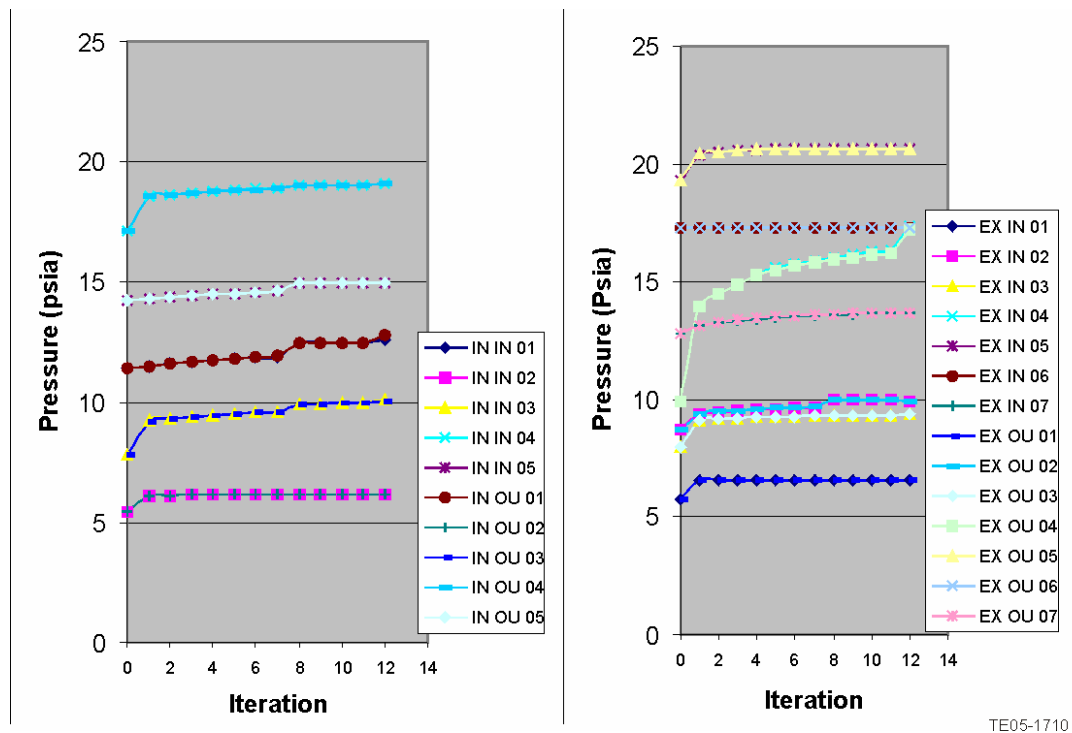 25
20
15
10
5
0
Pressure (psia)
0 2 4 6 8 10 12 14
Iteration
IN IN 01
IN IN 02
IN IN 03
IN IN 04
IN IN 05
IN OU 01
IN OU 02
IN OU 03
IN OU 04
IN OU 05
25
20
15
10
5
0
Pressure (Psia)
0 2 4 6 8 10 12 14
Iteration
EX IN 01
EX IN 02
EX IN 03
EX IN 04
EX IN 05
EX IN 06
EX IN 07
EX OU 01
EX OU 02
EX OU 03
EX OU 04
EX OU 05
EX OU 06
EX OU 07
TE05-1710